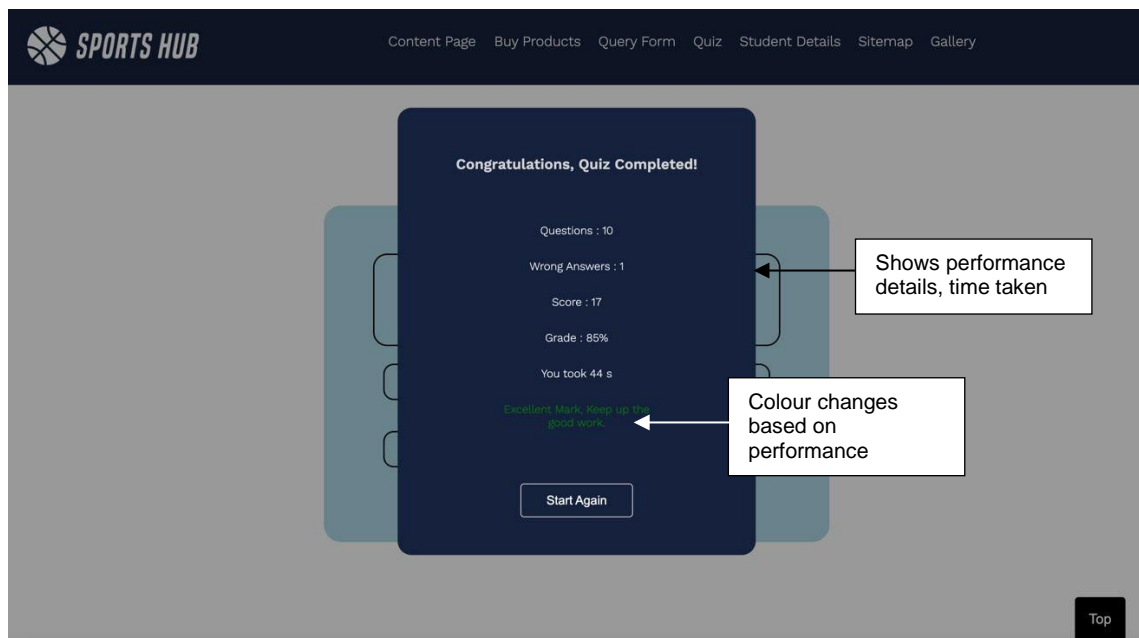 SPORTS HUB
Content Page Buy Products Query Form Quiz Student Details Sitemap Gallery
Congratulations, Quiz Completed!
Questions : 10
Wrong Answers : 1
Score : 17
Grade : 85%
You took 44 s
Excellent Mark, Keep up the
good work.
Start Again
Shows performance
details, time taken
Colour changes
based on
performance
Top